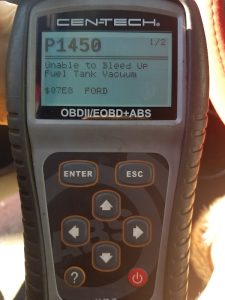 CEN-TECH®
P1450 1/2
Unable to Bleed Up
Fuel Tank Vacuum
$07E8 FORD
OBDII/EOBD+ABS
ENTER ESC
?